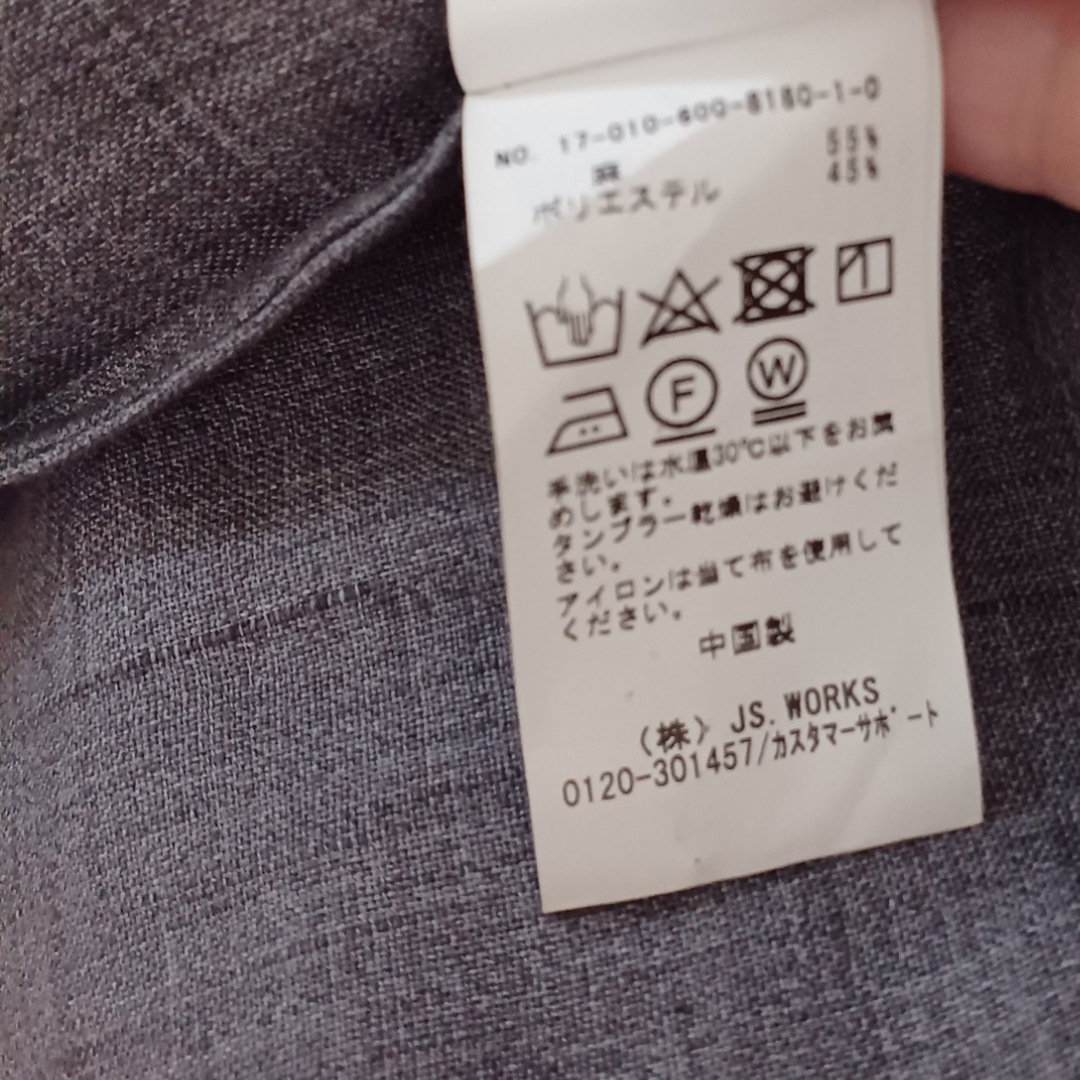 NO. 17-010-600-8180-1-0
麻 55%
ポリエステル 45%
F W
手洗いは水温30℃以下をお薦
めします。
タンブラー乾燥はお避けくだ
さい。
アイロンは当て布を使用して
ください。
中国製
(株) JS.WORKS
0120-301457/カスタマーサポート